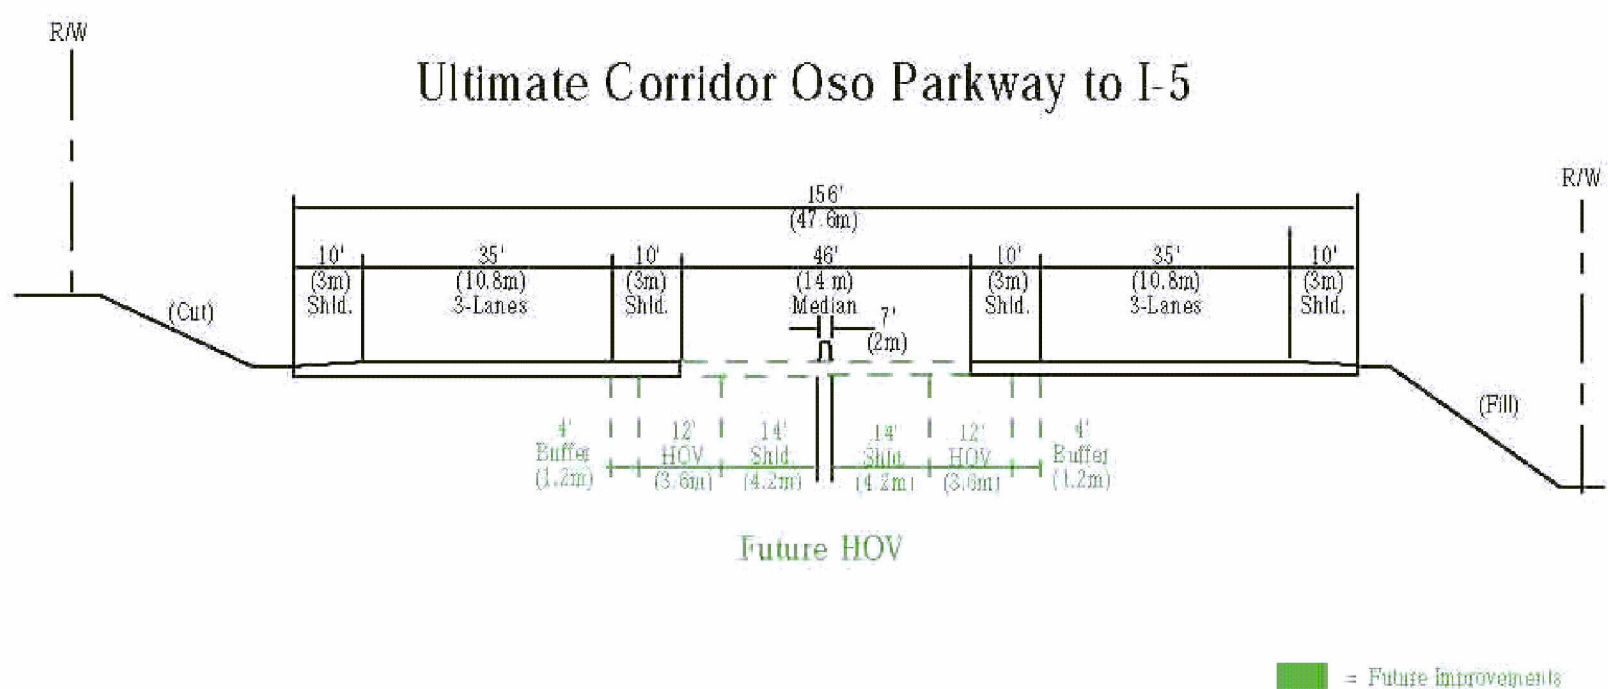 R/W
Ultimate Corridor Oso Parkway to I-5
R/W
156'
(47.6m)
10' 35' 10' 46' 10' 35' 10'
(3m) (10.8m) (3m) (14 m) (3m) (10.8m) (3m)
Shld. 3-Lanes Shld. Median Shld. 3-Lanes Shld.
(Cut)
7'
(2m)
(Fill)
4' 12' 14' 14' 12' 4'
Buffer HOV Shld. Shld. HOV Buffer
(1.2m) (3.6m) (4.2m) (4.2m) (3.6m) (1.2m)
Future HOV
= Future Improvements